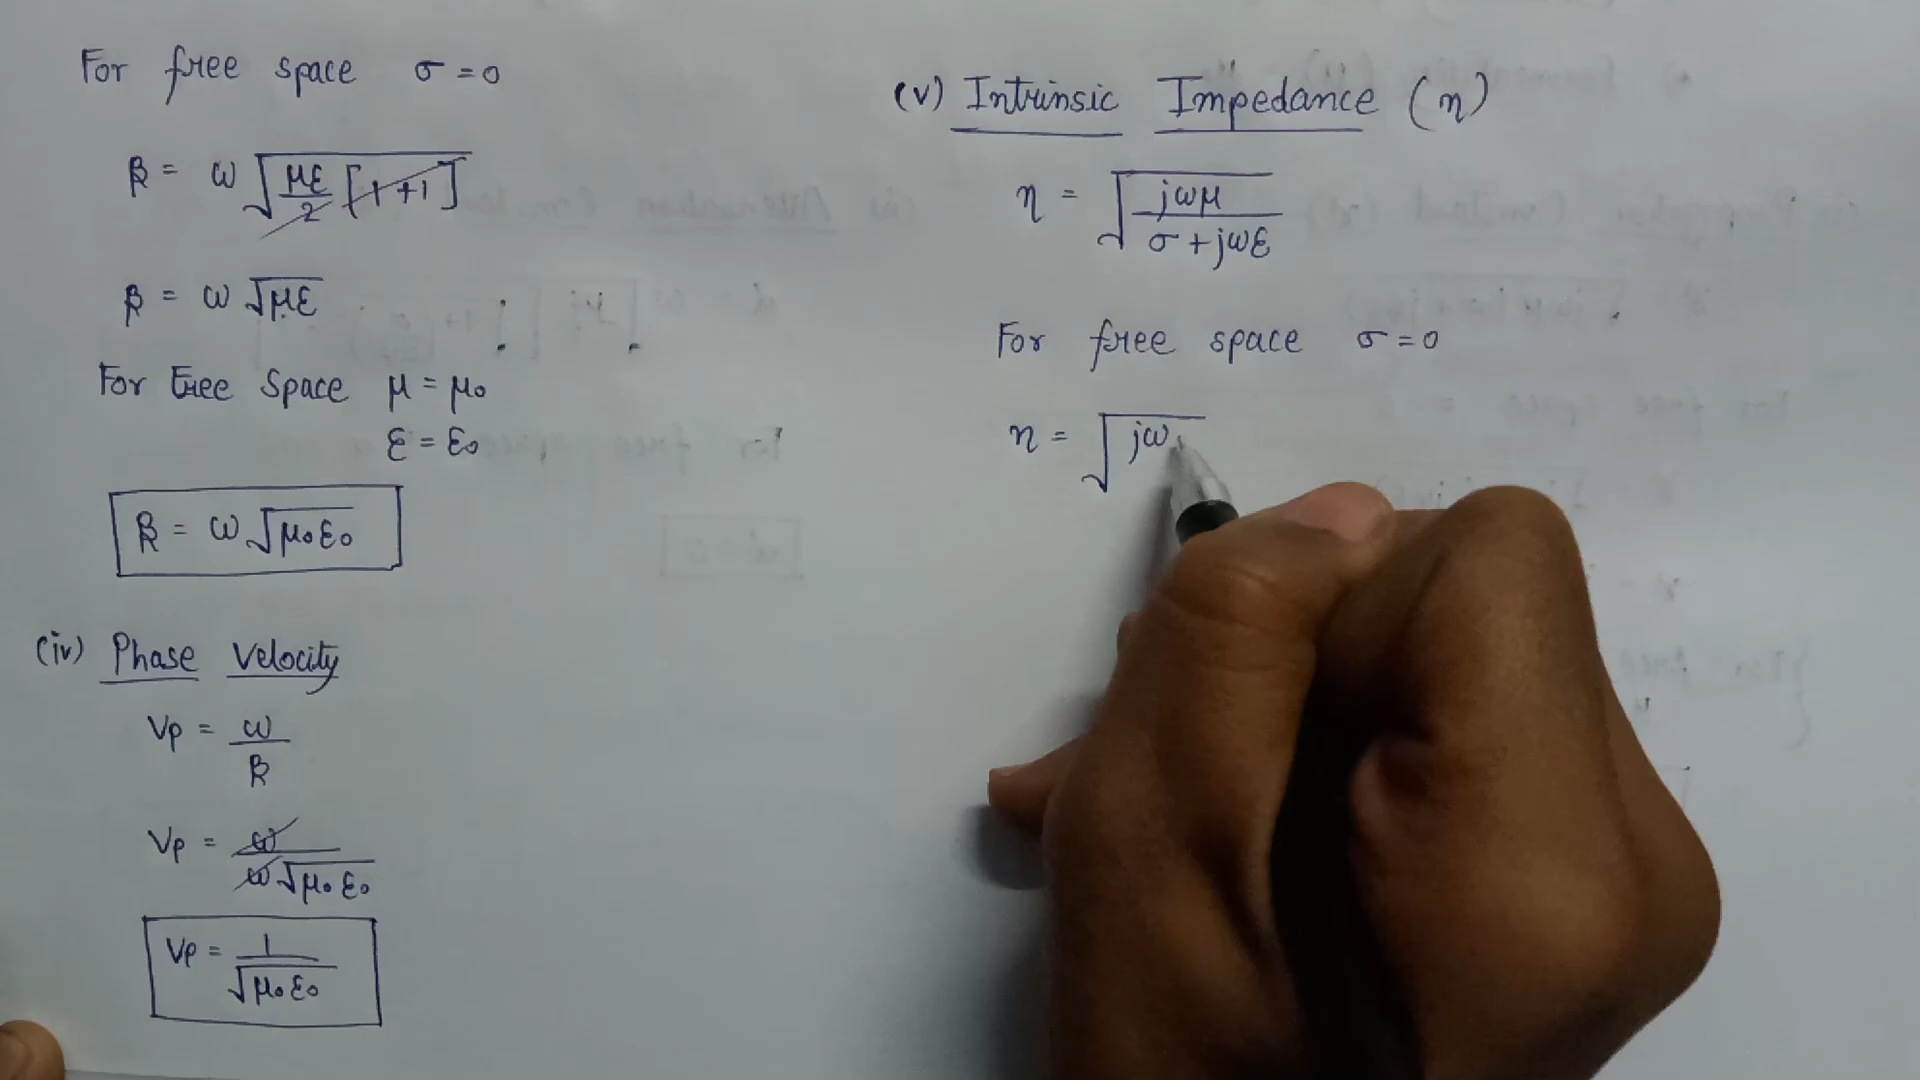 For free space σ = 0
β = ω √(με/2 [1+1])
β = ω √με
For Free Space μ = μ₀
ε = ε₀
β = ω √μ₀ε₀
(iv) Phase Velocity
Vp = ω/β
Vp = ω/ω√μ₀ε₀
Vp = 1/√μ₀ε₀
(v) Intrinsic Impedance (η)
η = √(jωμ/σ+jωε)
For free space σ = 0
η = √jω